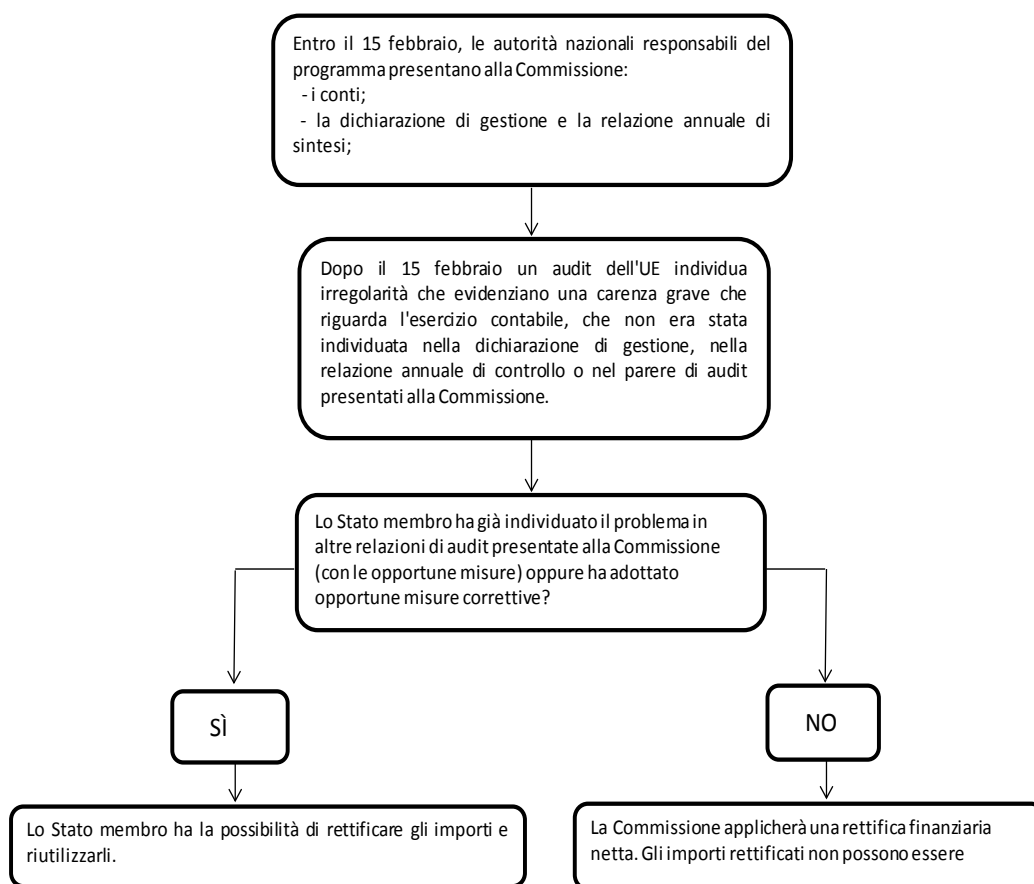 Entro il 15 febbraio, le autorità nazionali responsabili del
programma presentano alla Commissione:
- i conti;
- la dichiarazione di gestione e la relazione annuale di
sintesi;
Dopo il 15 febbraio un audit dell'UE individua
irregolarità che evidenziano una carenza grave che
riguarda l'esercizio contabile, che non era stata
individuata nella dichiarazione di gestione, nella
relazione annuale di controllo o nel parere di audit
presentati alla Commissione.
Lo Stato membro ha già individuato il problema in
altre relazioni di audit presentate alla Commissione
(con le opportune misure) oppure ha adottato
opportune misure correttive?
SÌ
NO
Lo Stato membro ha la possibilità di rettificare gli importi e
riutilizzarli.
La Commissione applicherà una rettifica finanziaria
netta. Gli importi rettificati non possono essere